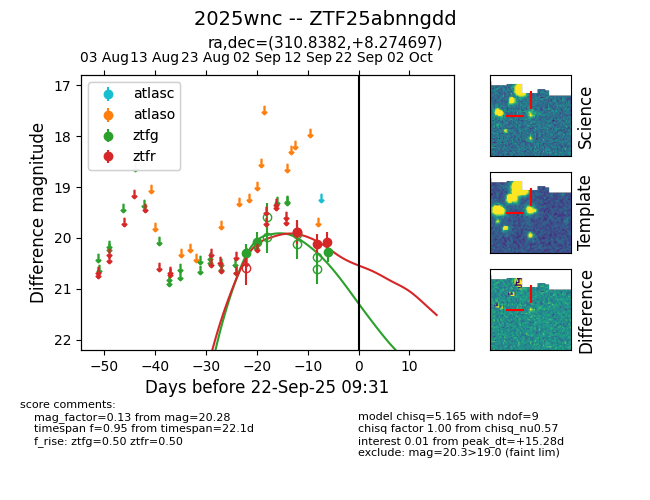 2025wnc -- ZTF25abnngdd
ra,dec=(310.8382,+8.274697)
03 Aug 13 Aug 23 Aug 02 Sep 12 Sep 22 Sep 02 Oct
atlasc
atlaso
ztfg
ztfr
17
18
19
20
21
22
Difference magnitude
−50 −40 −30 −20 −10 0 10
Days before 22-Sep-25 09:31
Science
Template
Difference
score comments:
mag_factor=0.13 from mag=20.28
timespan f=0.95 from timespan=22.1d
f_rise: ztfg=0.50 ztfr=0.50
model chisq=5.165 with ndof=9
chisq factor 1.00 from chisq_nu0.57
interest 0.01 from peak_dt=+15.28d
exclude: mag=20.3>19.0 (faint lim)